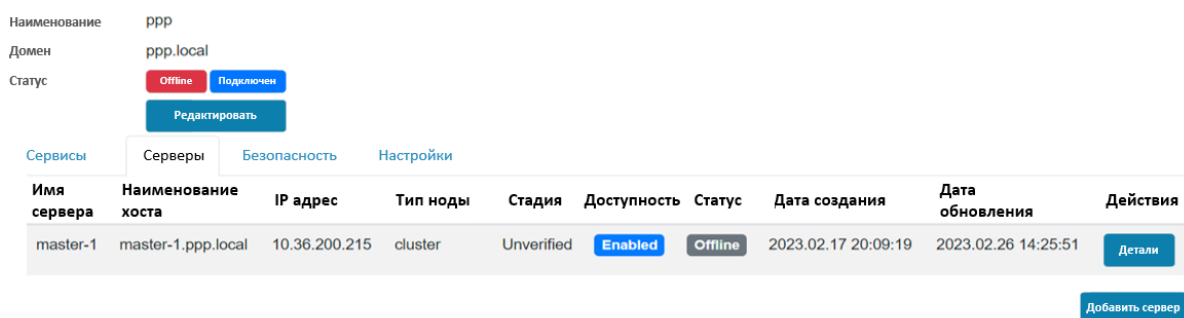 Наименование ppp
Домен ppp.local
Статус Offline Подключен
Редактировать
Сервисы Серверы Безопасность Настройки
Имя сервера Наименование хоста IP адрес Тип ноды Стадия Доступность Статус Дата создания Дата обновления Действия
master-1 master-1.ppp.local 10.36.200.215 cluster Unverified Enabled Offline 2023.02.17 20:09:19 2023.02.26 14:25:51 Детали
Добавить сервер